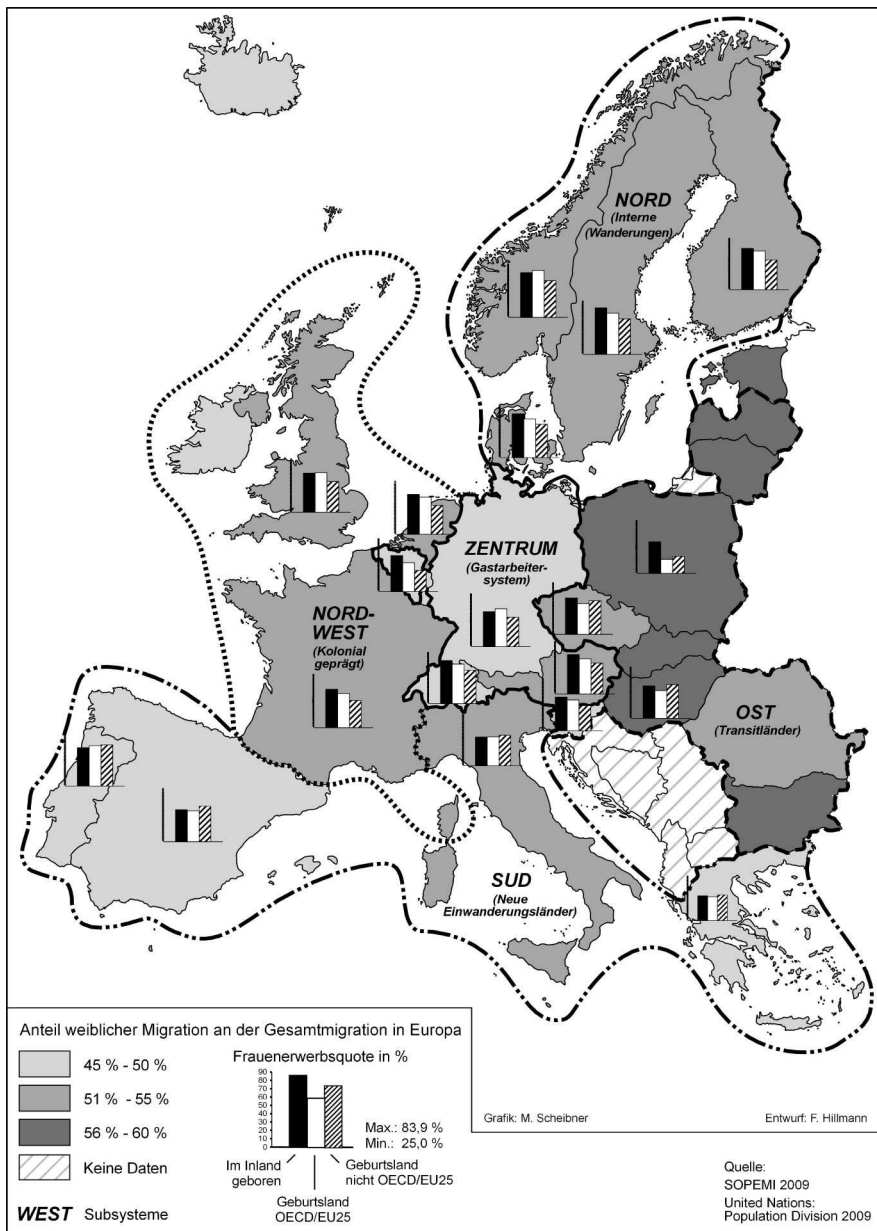 NORD
(Interne
(Wanderungen)
ZENTRUM
(Gastarbeiter-
system)
NORD-
WEST
(Kolonial
geprägt)
OST
(Transitländer)
SUD
(Neue
Einwanderungsländer)
Anteil weiblicher Migration an der Gesamtmigration in Europa
45 % - 50 %
51 % - 55 %
56 % - 60 %
Keine Daten
WEST Subsysteme
Frauenerwerbsquote in %
90
80
70
60
50
40
30
20
10
0
Max.: 83,9 %
Min.: 25,0 %
Im Inland
geboren
Geburtsland
OECD/EU25
Geburtsland
nicht OECD/EU25
Grafik: M. Scheibner
Entwurf: F. Hillmann
Quelle:
SOPEMI 2009
United Nations:
Population Division 2009